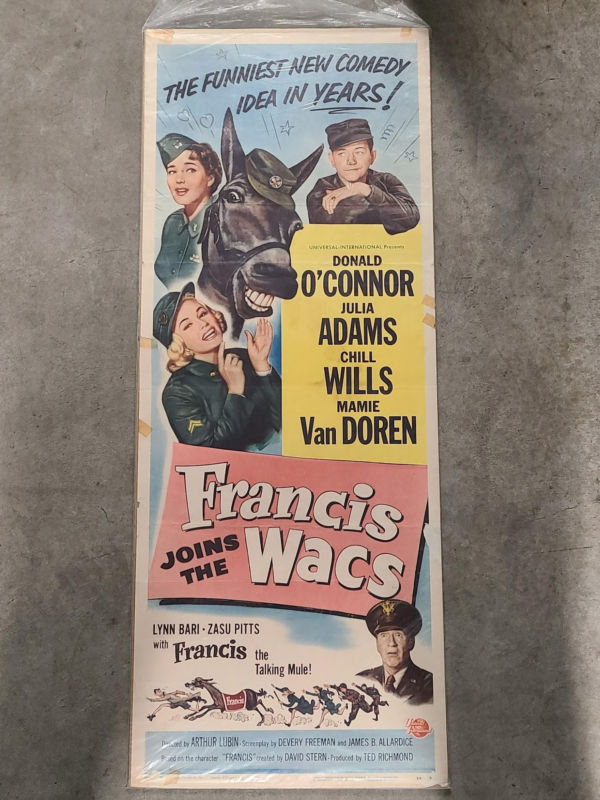 THE FUNNIEST NEW COMEDY
IDEA IN YEARS!
UNIVERSAL-INTERNATIONAL Presents
DONALD
O'CONNOR
JULIA
ADAMS
CHILL
WILLS
MAMIE
Van DOREN
Francis
JOINS
THE
Wacs
LYNN BARI • ZASU PITTS
with Francis the
Talking Mule!
Francis
Directed by ARTHUR LUBIN • Screenplay by DEVERY FREEMAN and JAMES B. ALLARDICE
Based on the character "FRANCIS" created by DAVID STERN • Produced by TED RICHMOND